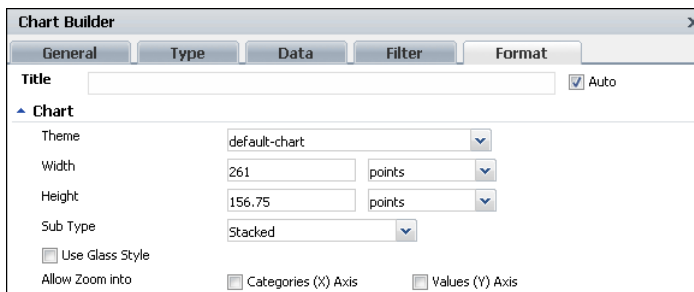 Chart Builder
General Type Data Filter Format
Title Auto
Chart
Theme default-chart
Width 261 points
Height 156.75 points
Sub Type Stacked
Use Glass Style
Allow Zoom into Categories (X) Axis Values (Y) Axis